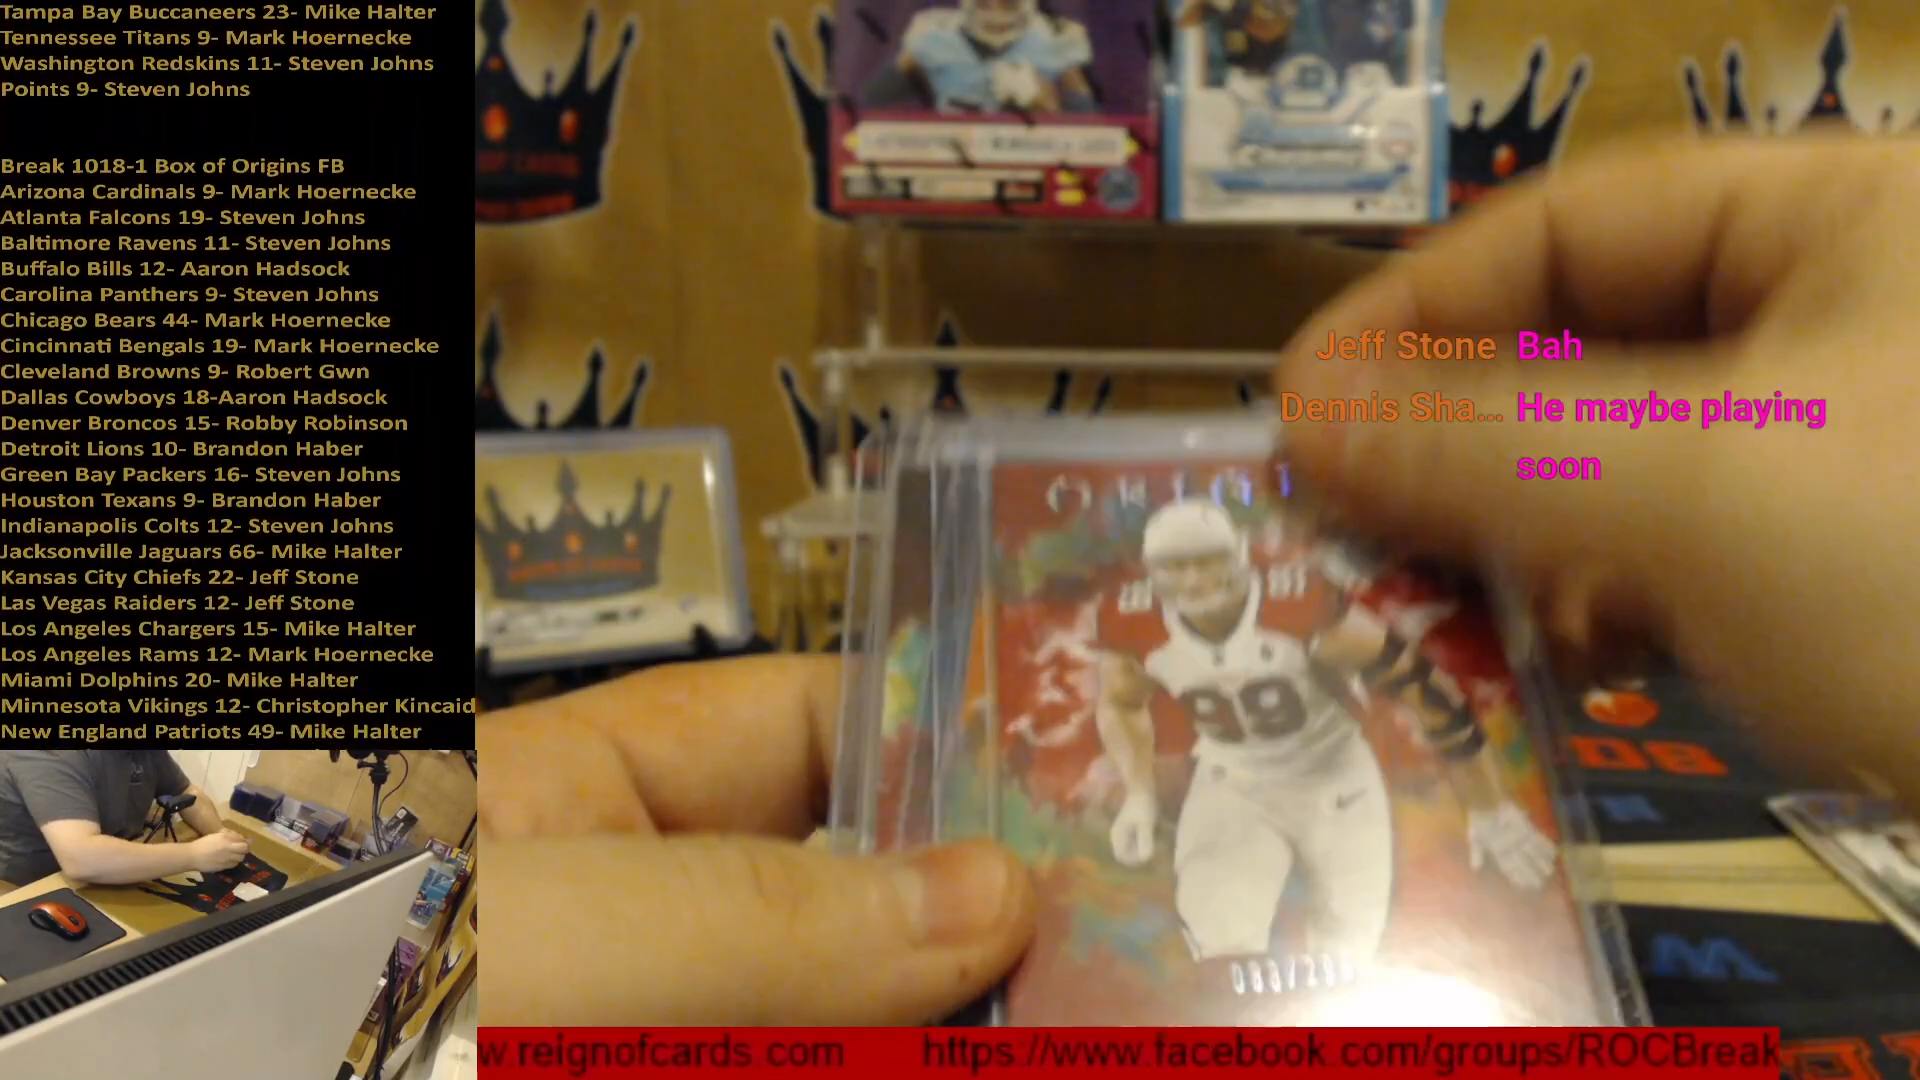 Tampa Bay Buccaneers 23- Mike Halter
Tennessee Titans 9- Mark Hoernecke
Washington Redskins 11- Steven Johns
Points 9- Steven Johns
Break 1018-1 Box of Origins FB
Arizona Cardinals 9- Mark Hoernecke
Atlanta Falcons 19- Steven Johns
Baltimore Ravens 11- Steven Johns
Buffalo Bills 12- Aaron Hadsock
Carolina Panthers 9- Steven Johns
Chicago Bears 44- Mark Hoernecke
Cincinnati Bengals 19- Mark Hoernecke
Cleveland Browns 9- Robert Gwn
Dallas Cowboys 18-Aaron Hadsock
Denver Broncos 15- Robby Robinson
Detroit Lions 10- Brandon Haber
Green Bay Packers 16- Steven Johns
Houston Texans 9- Brandon Haber
Indianapolis Colts 12- Steven Johns
Jacksonville Jaguars 66- Mike Halter
Kansas City Chiefs 22- Jeff Stone
Las Vegas Raiders 12- Jeff Stone
Los Angeles Chargers 15- Mike Halter
Los Angeles Rams 12- Mark Hoernecke
Miami Dolphins 20- Mike Halter
Minnesota Vikings 12- Christopher Kincaid
New England Patriots 49- Mike Halter
Jeff Stone Bah
Dennis Sha... He maybe playing
soon
99
w.reignofcards.com https://www.facebook.com/groups/ROCBreak